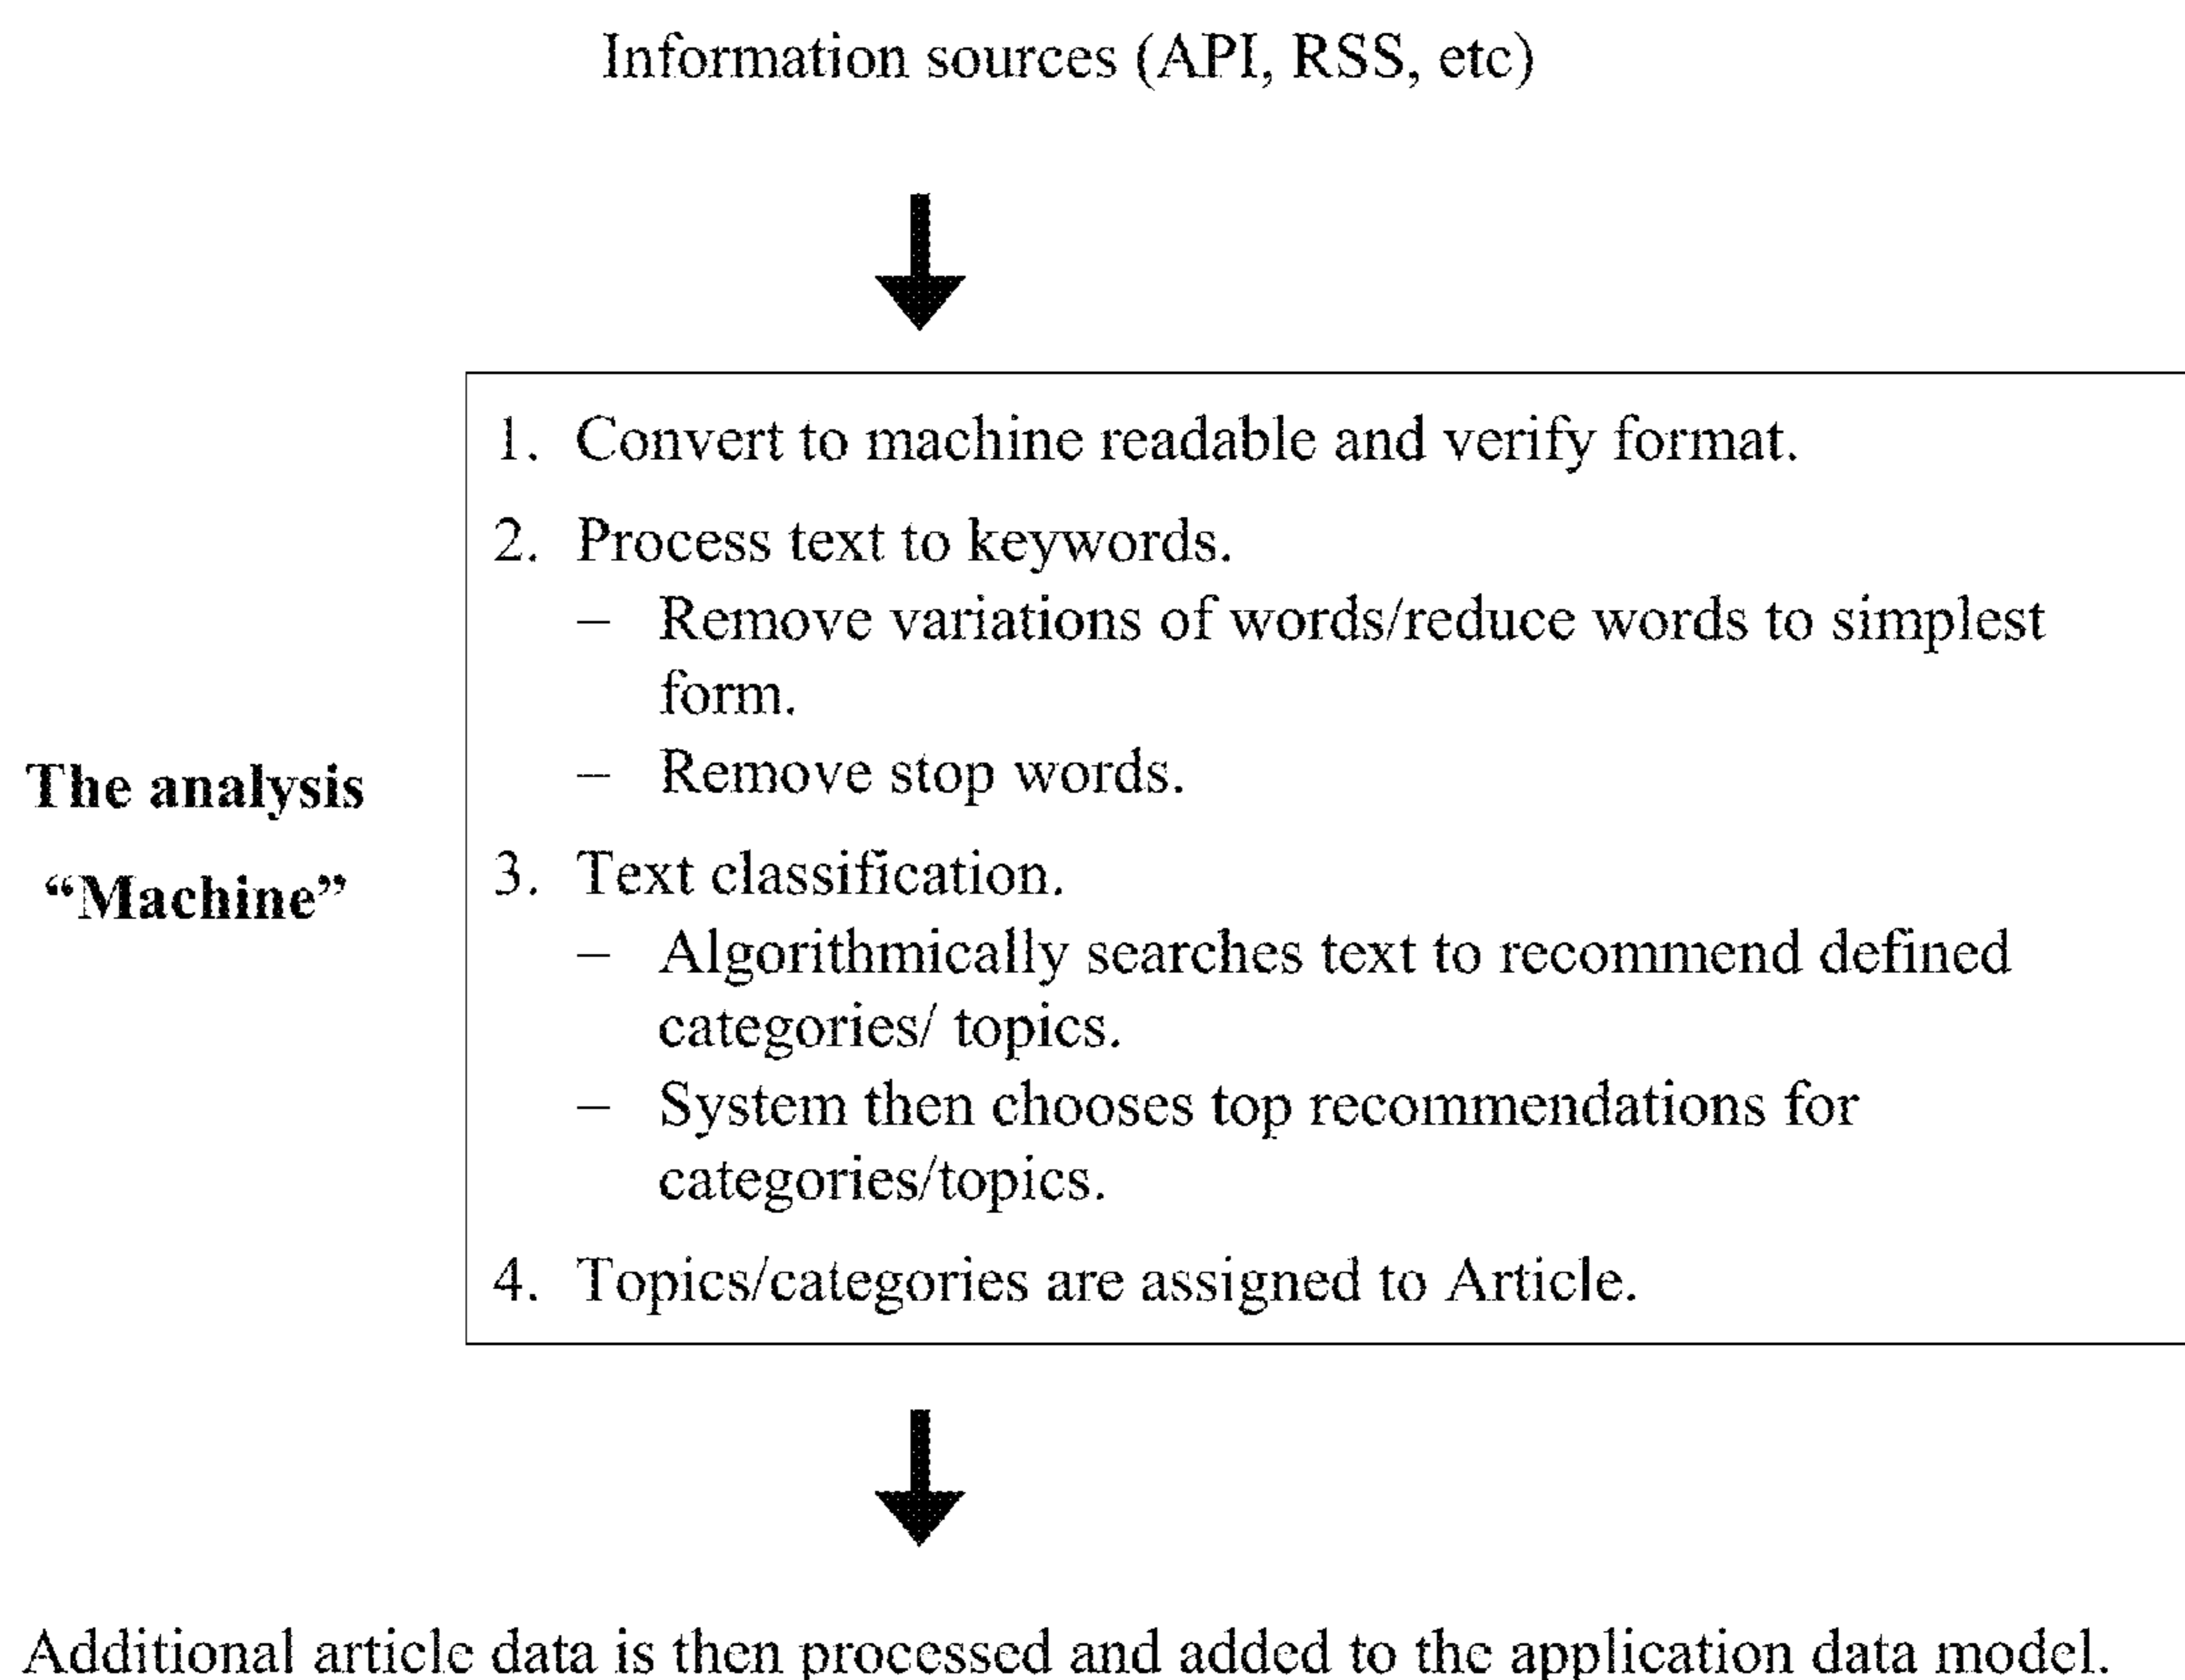 Information sources (API, RSS, etc)
1. Convert to machine readable and verify format.
2. Process text to keywords.
– Remove variations of words/reduce words to simplest
form.
– Remove stop words.
The analysis
“Machine”
3. Text classification.
– Algorithmically searches text to recommend defined
categories/ topics.
– System then chooses top recommendations for
categories/topics.
4. Topics/categories are assigned to Article.
Additional article data is then processed and added to the application data model.